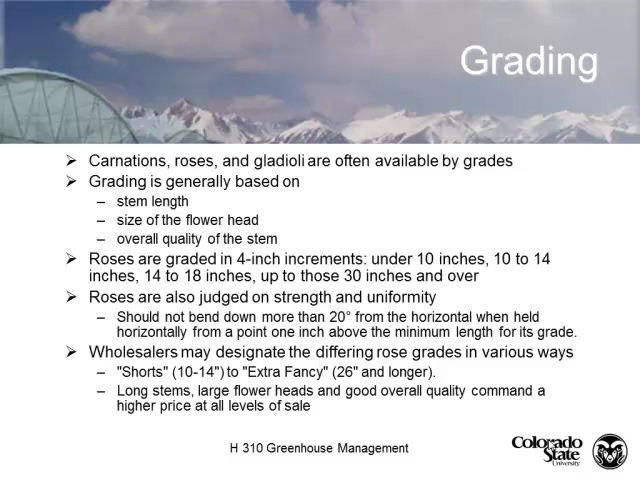 Grading
Carnations, roses, and gladioli are often available by grades
Grading is generally based on
– stem length
– size of the flower head
– overall quality of the stem
Roses are graded in 4-inch increments: under 10 inches, 10 to 14
inches, 14 to 18 inches, up to those 30 inches and over
Roses are also judged on strength and uniformity
– Should not bend down more than 20° from the horizontal when held
horizontally from a point one inch above the minimum length for its grade.
Wholesalers may designate the differing rose grades in various ways
– "Shorts" (10-14") to "Extra Fancy" (26" and longer).
– Long stems, large flower heads and good overall quality command a
higher price at all levels of sale
H 310 Greenhouse Management
Colorado
State
University